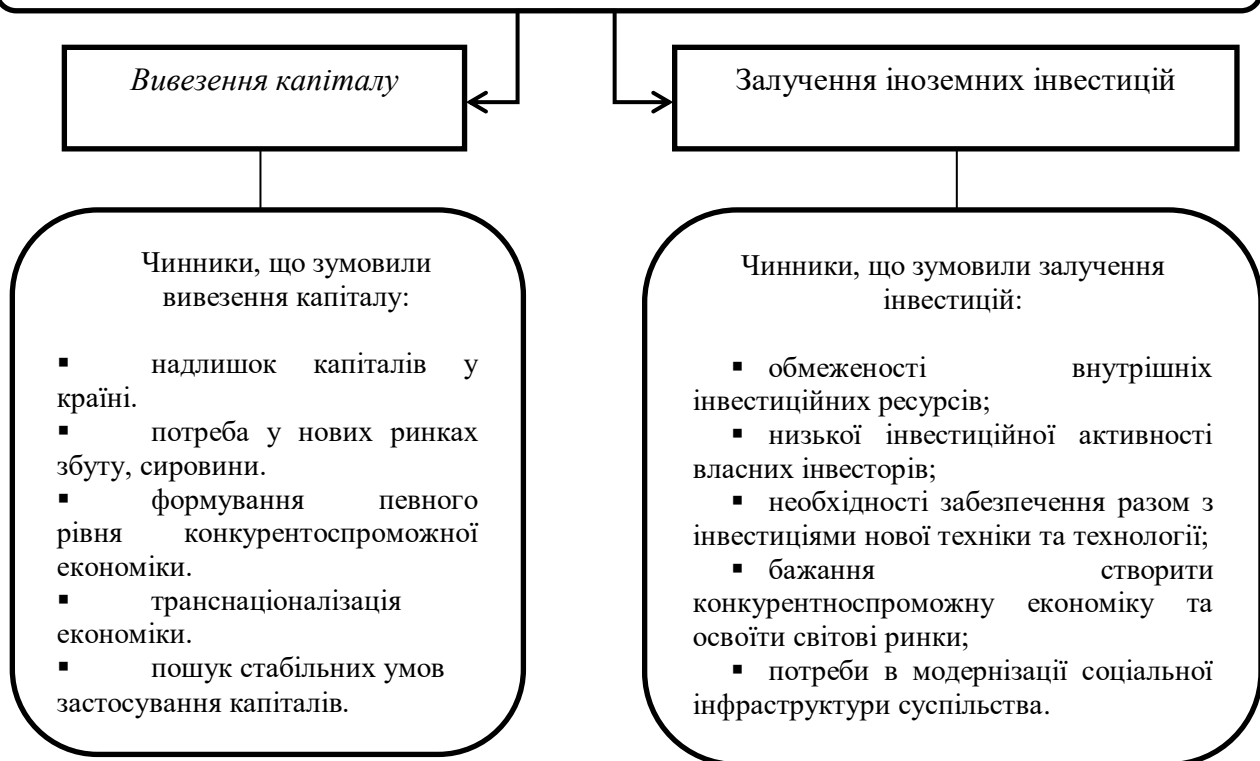 Вивезення капіталу
Залучення іноземних інвестицій
Чинники, що зумовили
вивезення капіталу:
▪ надлишок капіталів у
країні.
▪ потреба у нових ринках
збуту, сировини.
▪ формування певного
рівня конкурентоспроможної
економіки.
▪ транснаціоналізація
економіки.
▪ пошук стабільних умов
застосування капіталів.
Чинники, що зумовили залучення
інвестицій:
▪ обмеженості внутрішніх
інвестиційних ресурсів;
▪ низької інвестиційної активності
власних інвесторів;
▪ необхідності забезпечення разом з
інвестиціями нової техніки та технології;
▪ бажання створити
конкурентноспроможну економіку та
освоїти світові ринки;
▪ потреби в модернізації соціальної
інфраструктури суспільства.